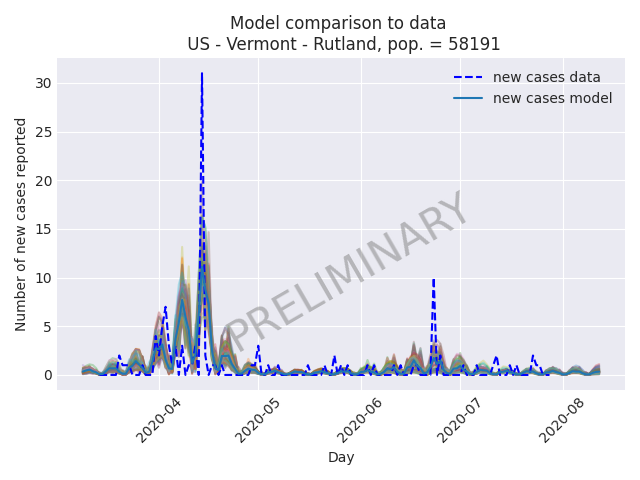 Model comparison to data
US - Vermont - Rutland, pop. = 58191
new cases data
new cases model
Number of new cases reported
30
25
20
15
10
5
0
PRELIMINARY
2020-04
2020-05
2020-06
2020-07
2020-08
Day